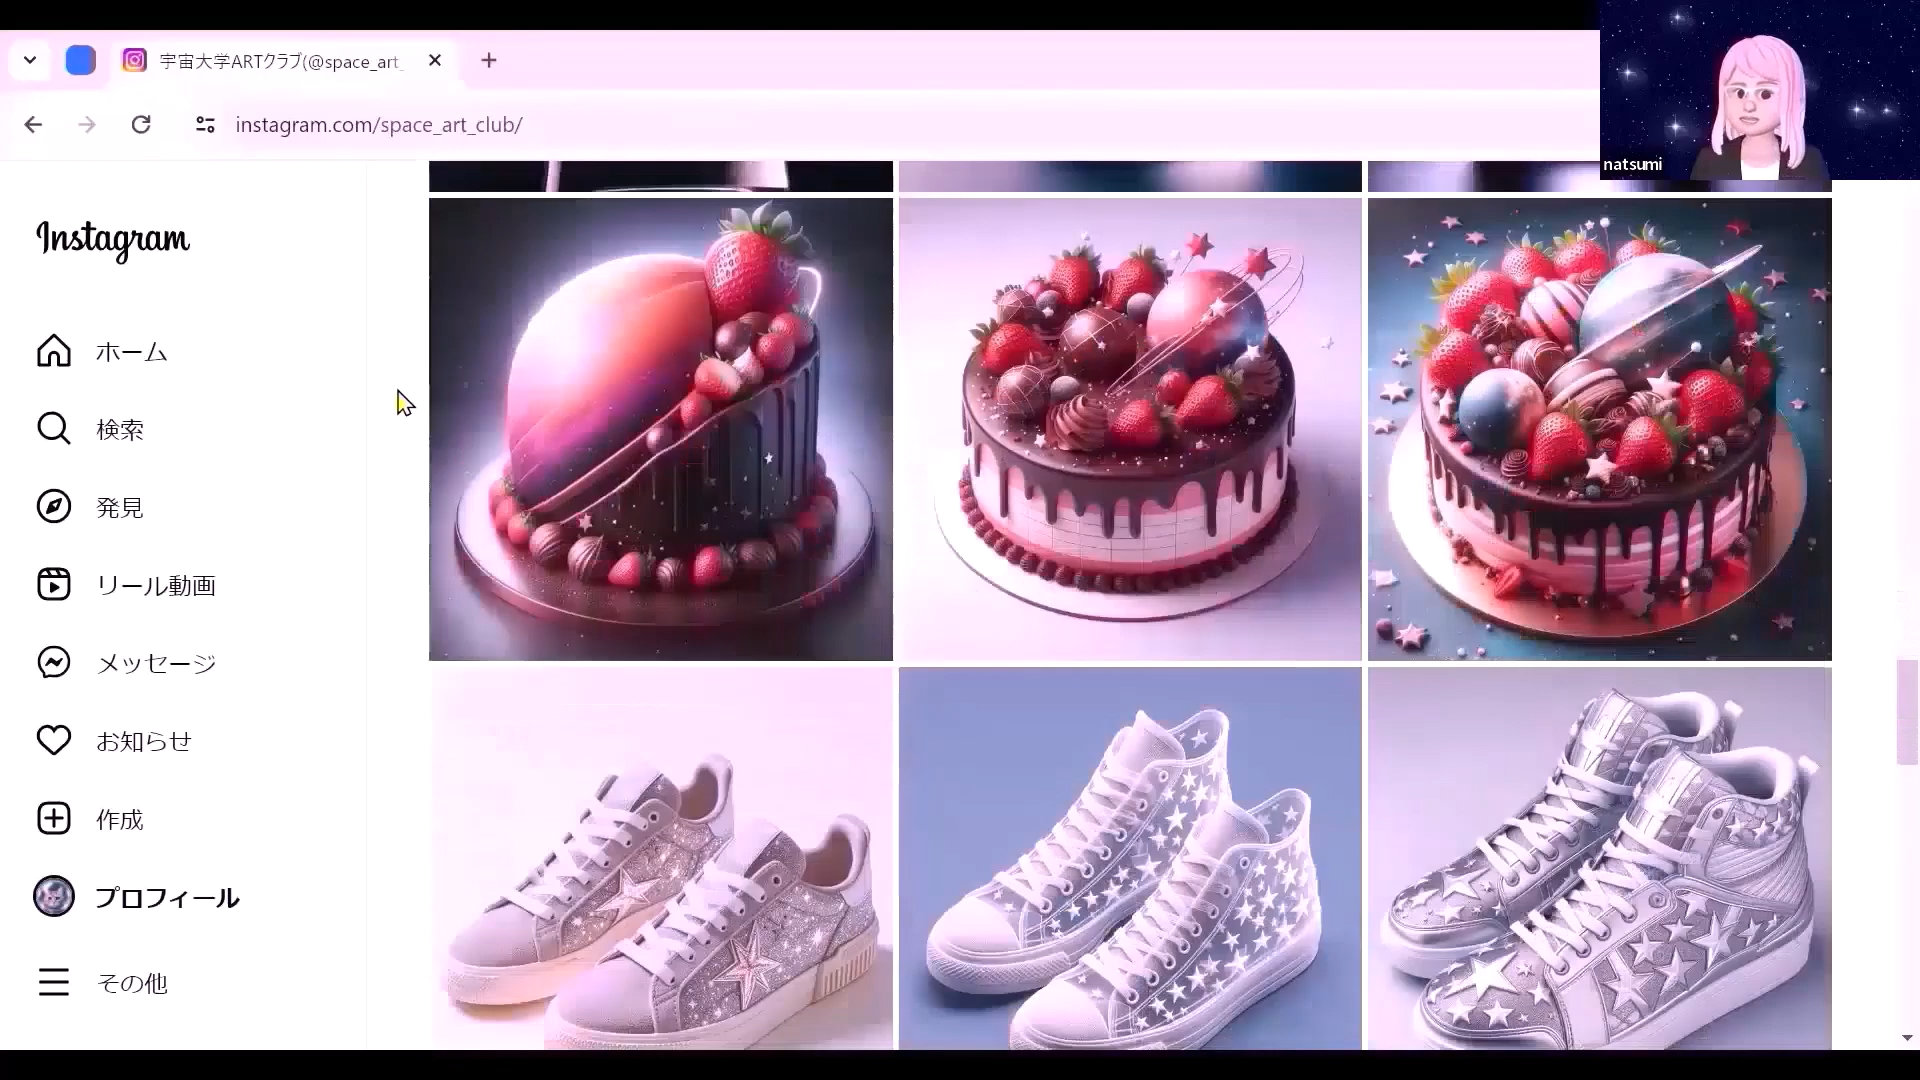 宇宙大学ARTクラブ(@space_art_
instagram.com/space_art_club/
natsumi
Instagram
ホーム
検索
発見
リール動画
メッセージ
お知らせ
作成
プロフィール
その他